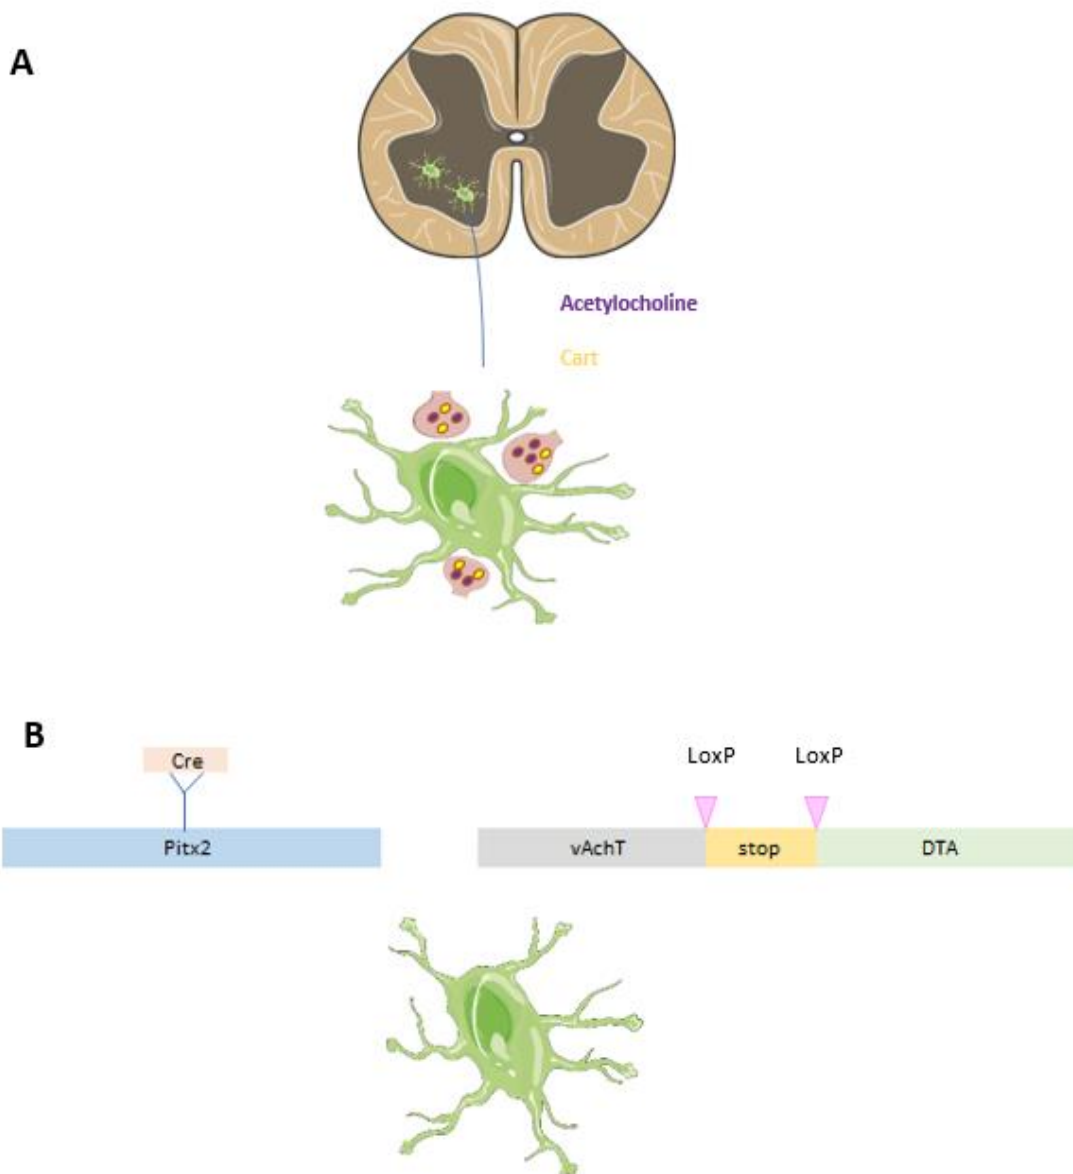 A
Acetylocholine
Cart
B
Cre
LoxP LoxP
Pitx2 vAchT stop DTA